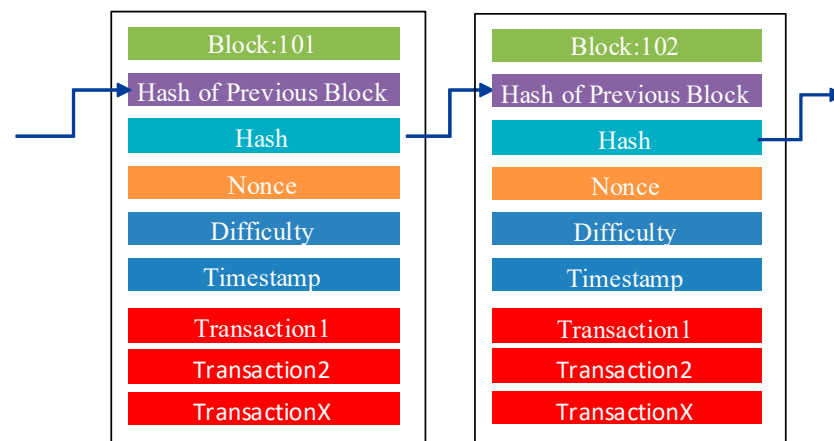 Block:101
Hash of Previous Block
Hash
Nonce
Difficulty
Timestamp
Transaction1
Transaction2
TransactionX
Block:102
Hash of Previous Block
Hash
Nonce
Difficulty
Timestamp
Transaction1
Transaction2
TransactionX